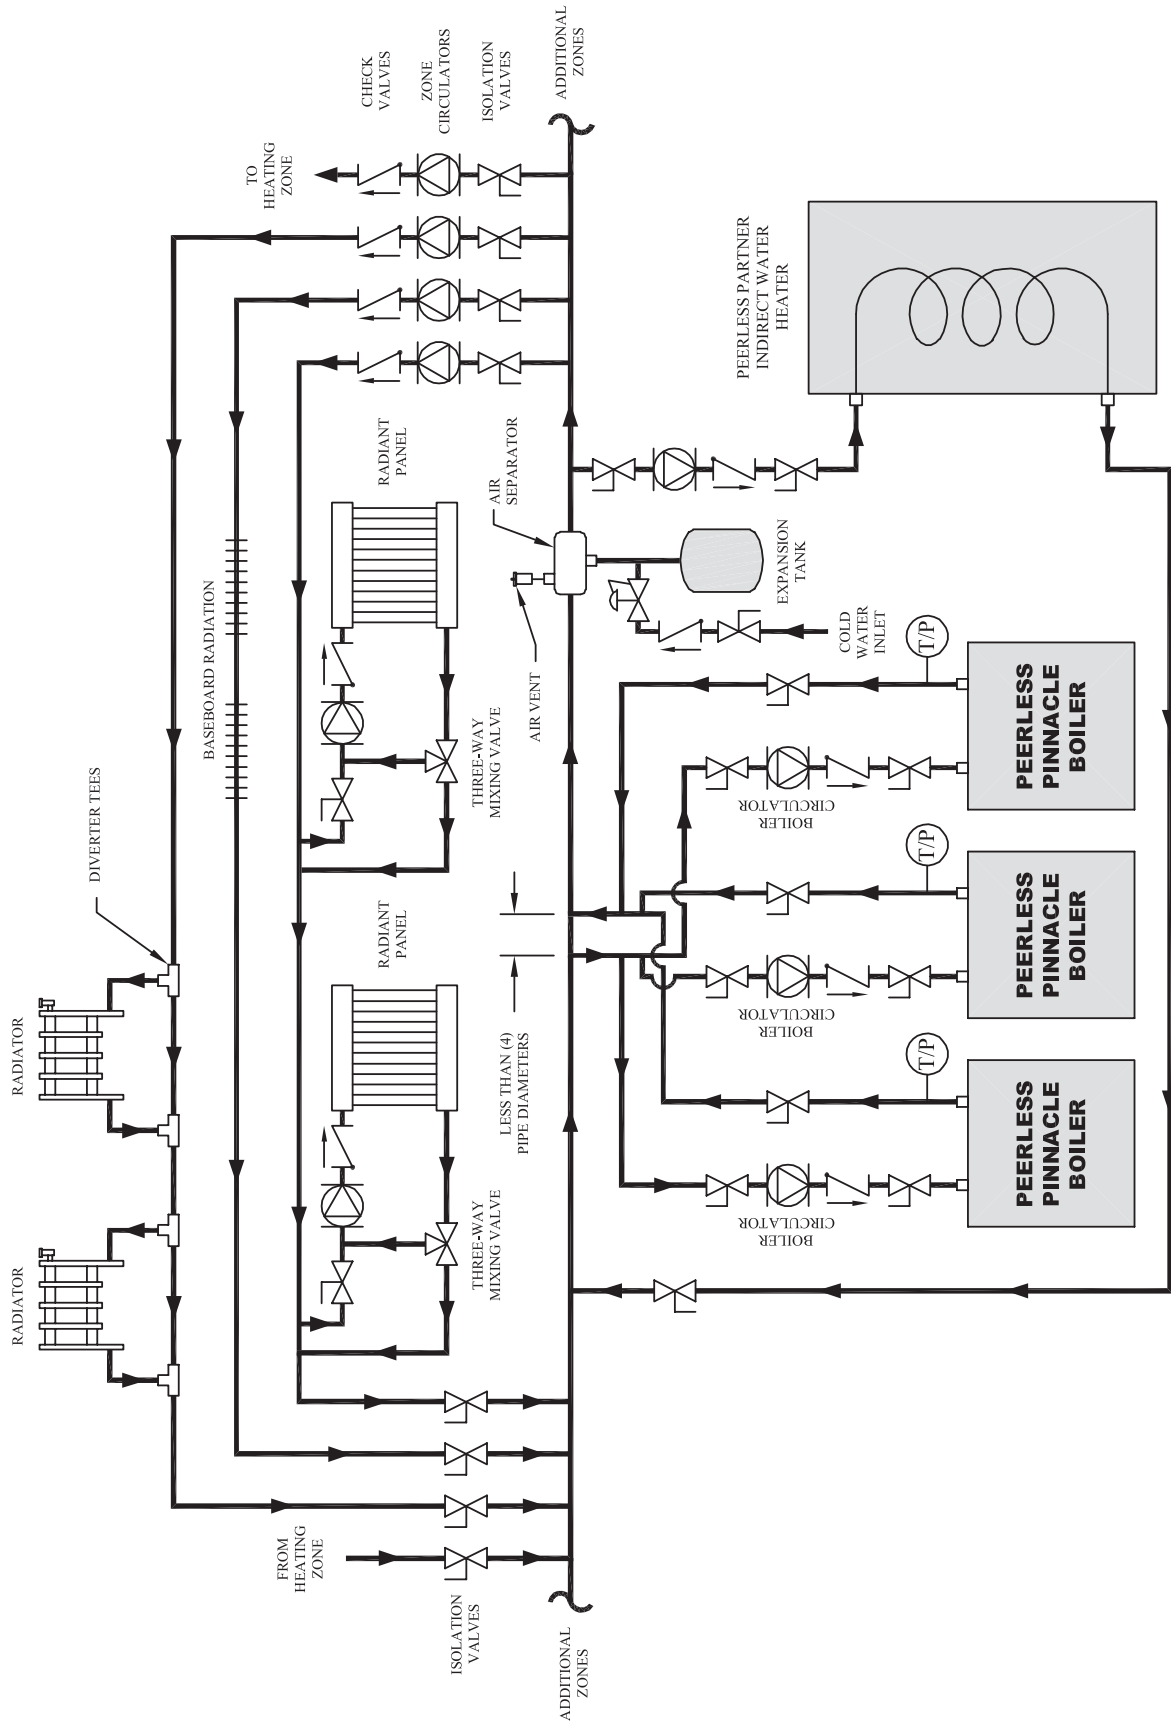 RADIATOR
RADIATOR
DIVERTER TEES
BASEBOARD RADIATION
TO
HEATING
ZONE
CHECK
VALVES
ZONE
CIRCULATORS
ISOLATION
VALVES
ADDITIONAL
ZONES
RADIANT
PANEL
RADIANT
PANEL
THREE-WAY
MIXING VALVE
THREE-WAY
MIXING VALVE
LESS THAN (4)
PIPE DIAMETERS
AIR VENT
AIR
SEPARATOR
FROM
HEATING
ZONE
ISOLATION
VALVES
ADDITIONAL
ZONES
EXPANSION
TANK
COLD
WATER
INLET
PEERLESS PARTNER
INDIRECT WATER
HEATER
BOILER
CIRCULATOR
BOILER
CIRCULATOR
BOILER
CIRCULATOR
T/P
T/P
T/P
PEERLESS
PINNACLE
BOILER
PEERLESS
PINNACLE
BOILER
PEERLESS
PINNACLE
BOILER